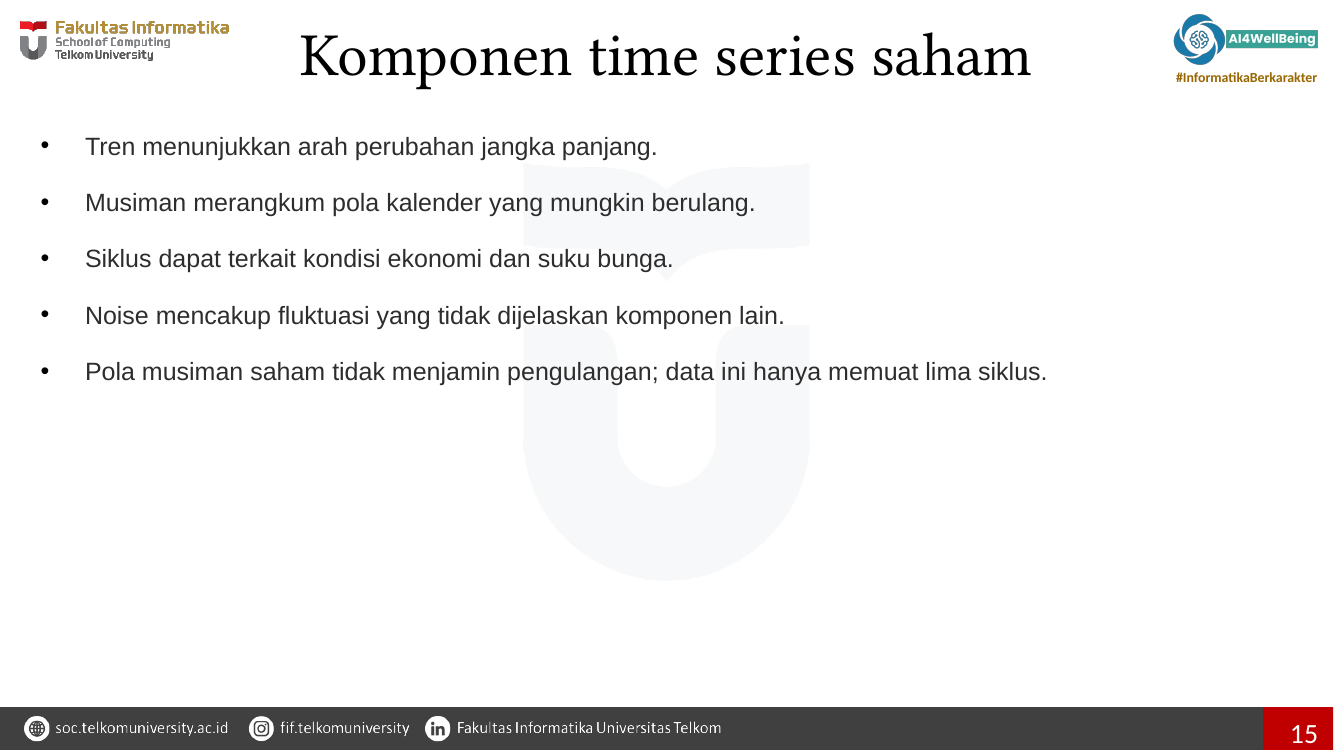 Fakultas Informatika
School of Computing
Telkom University
Komponen time series saham
AI4WellBeing
#InformatikaBerkarakter
• Tren menunjukkan arah perubahan jangka panjang.
• Musiman merangkum pola kalender yang mungkin berulang.
• Siklus dapat terkait kondisi ekonomi dan suku bunga.
• Noise mencakup fluktuasi yang tidak dijelaskan komponen lain.
• Pola musiman saham tidak menjamin pengulangan; data ini hanya memuat lima siklus.
soc.telkomuniversity.ac.id fif.telkomuniversity in Fakultas Informatika Universitas Telkom
15